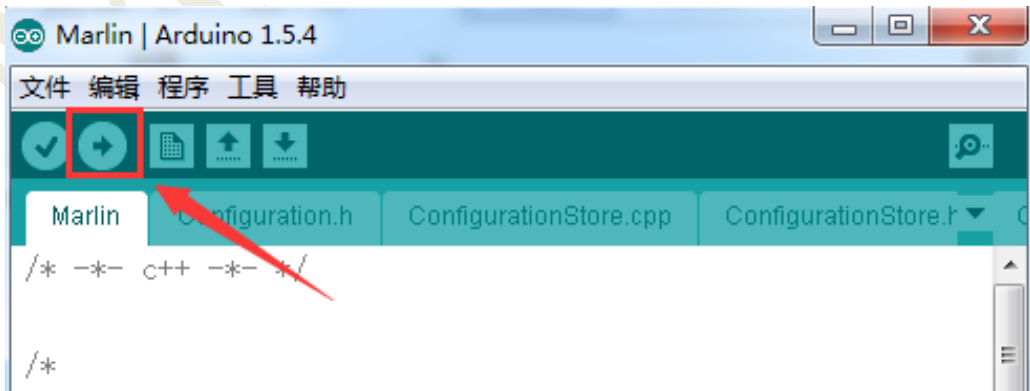 Marlin | Arduino 1.5.4
文件 编辑 程序 工具 帮助
Marlin Configuration.h ConfigurationStore.cpp ConfigurationStore.h
/* -*- c++ -*- */
/*